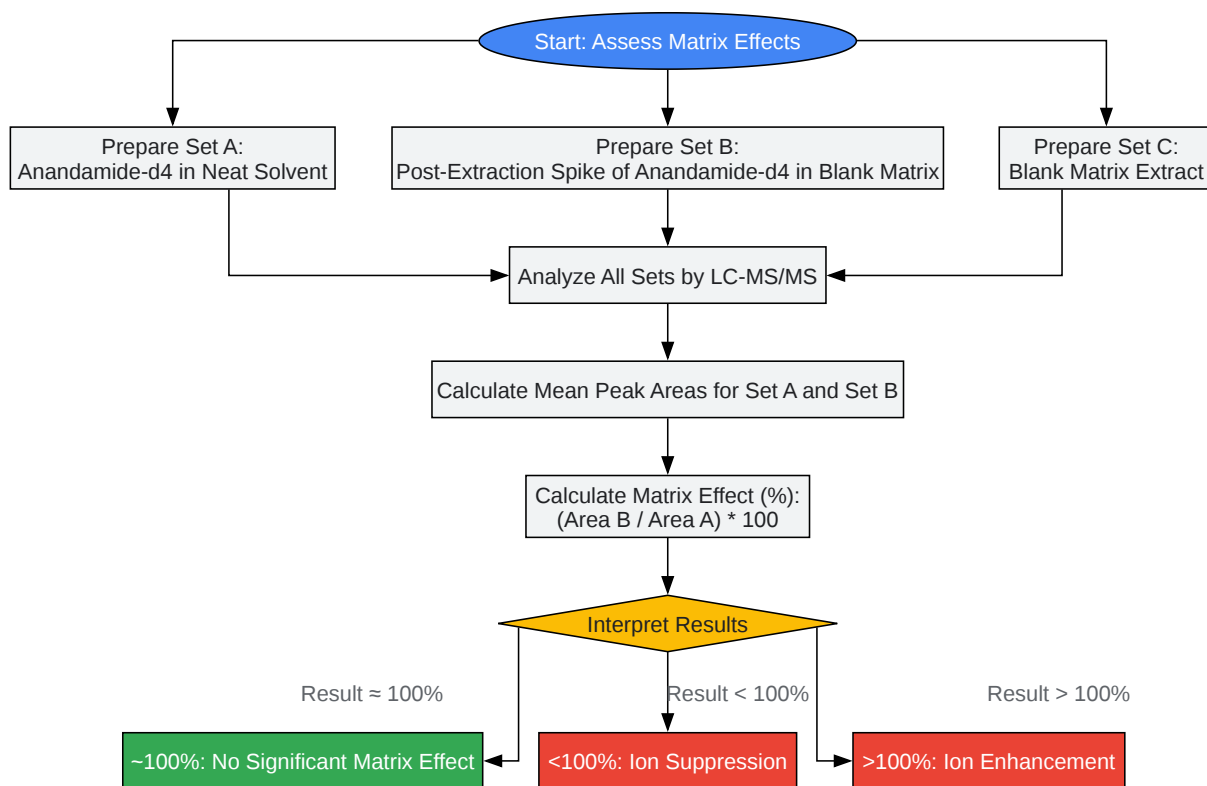 Start: Assess Matrix Effects
Prepare Set A:
Anandamide-d4 in Neat Solvent
Prepare Set B:
Post-Extraction Spike of Anandamide-d4 in Blank Matrix
Prepare Set C:
Blank Matrix Extract
Analyze All Sets by LC-MS/MS
Calculate Mean Peak Areas for Set A and Set B
Calculate Matrix Effect (%):
(Area B / Area A) * 100
Interpret Results
Result ≈ 100%
Result < 100%
Result > 100%
~100%: No Significant Matrix Effect
<100%: Ion Suppression
>100%: Ion Enhancement